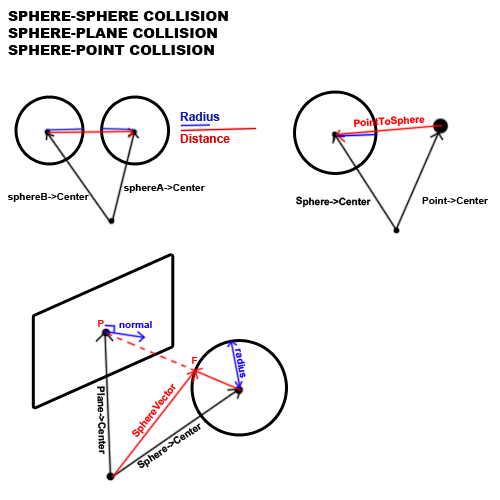 SPHERE-SPHERE COLLISION
SPHERE-PLANE COLLISION
SPHERE-POINT COLLISION
Radius
Distance
sphereB->Center
sphereA->Center
PointToSphere
Sphere->Center
Point->Center
P
normal
F
radius
Plane->Center
SphereVector
Sphere->Center